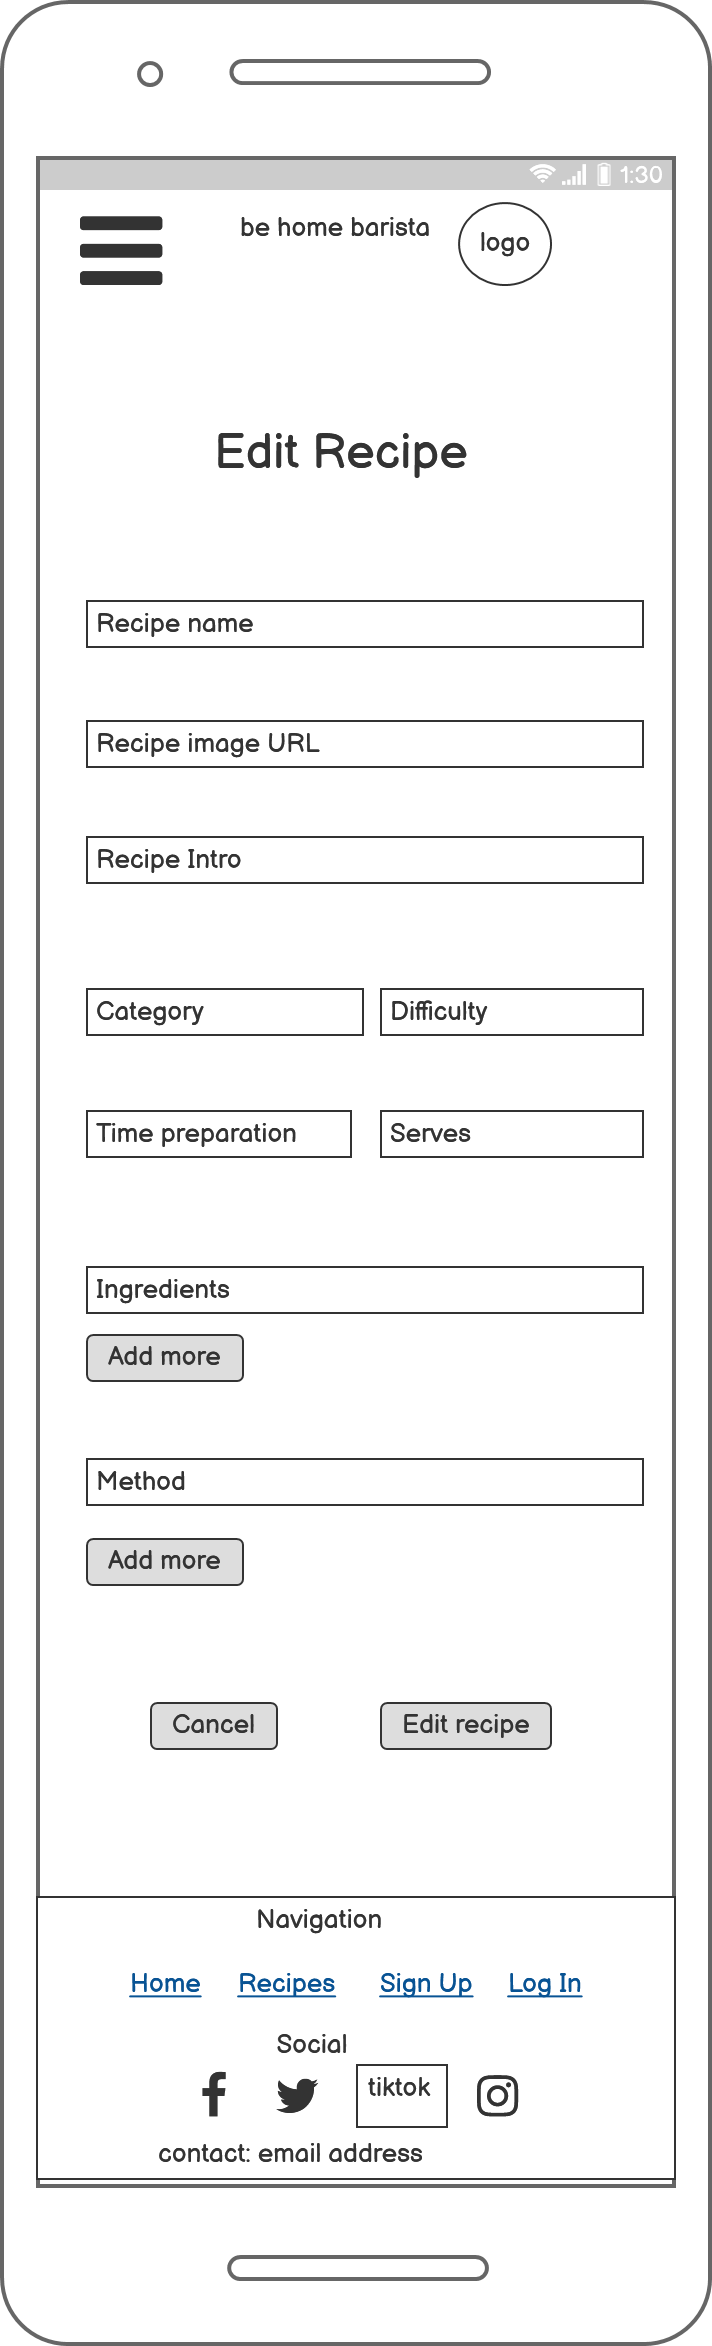 1:30
be home barista
logo
Edit Recipe
Recipe name
Recipe image URL
Recipe Intro
Category
Difficulty
Time preparation
Serves
Ingredients
Add more
Method
Add more
Cancel
Edit recipe
Navigation
Home
Recipes
Sign Up
Log In
Social
tiktok
contact: email address